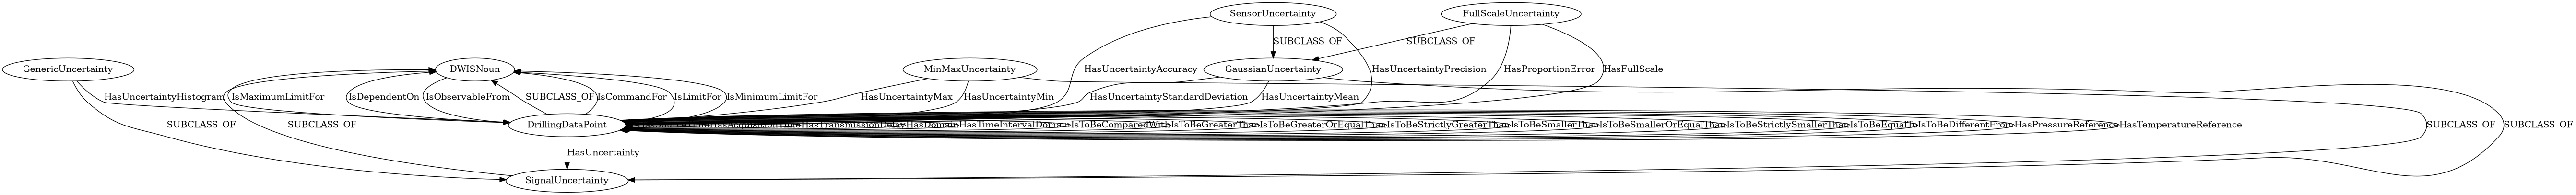 SensorUncertainty
FullScaleUncertainty
SUBCLASS_OF
SUBCLASS_OF
GenericUncertainty
DWISNoun
MinMaxUncertainty
GaussianUncertainty
HasUncertaintyAccuracy
HasUncertaintyPrecision
HasProportionError
HasFullScale
HasUncertaintyHistogram
IsMaximumLimitFor
IsDependentOn
IsObservableFrom
SUBCLASS_OF
IsCommandFor
IsLimitFor
IsMinimumLimitFor
HasUncertaintyMax
HasUncertaintyMin
HasUncertaintyStandardDeviation
HasUncertaintyMean
SUBCLASS_OF
SUBCLASS_OF
DrillingDataPoint
HasTransmissionDelay
HasDomain
HasTimeIntervalDomain
IsToBeComparedWith
IsToBeGreaterThan
IsToBeGreaterOrEqualThan
IsToBeStrictlyGreaterThan
IsToBeSmallerThan
IsToBeSmallerOrEqualThan
IsToBeStrictlySmallerThan
IsToBeEqualTo
IsToBeDifferentFrom
HasPressureReference
HasTemperatureReference
SUBCLASS_OF
SUBCLASS_OF
HasUncertainty
SignalUncertainty